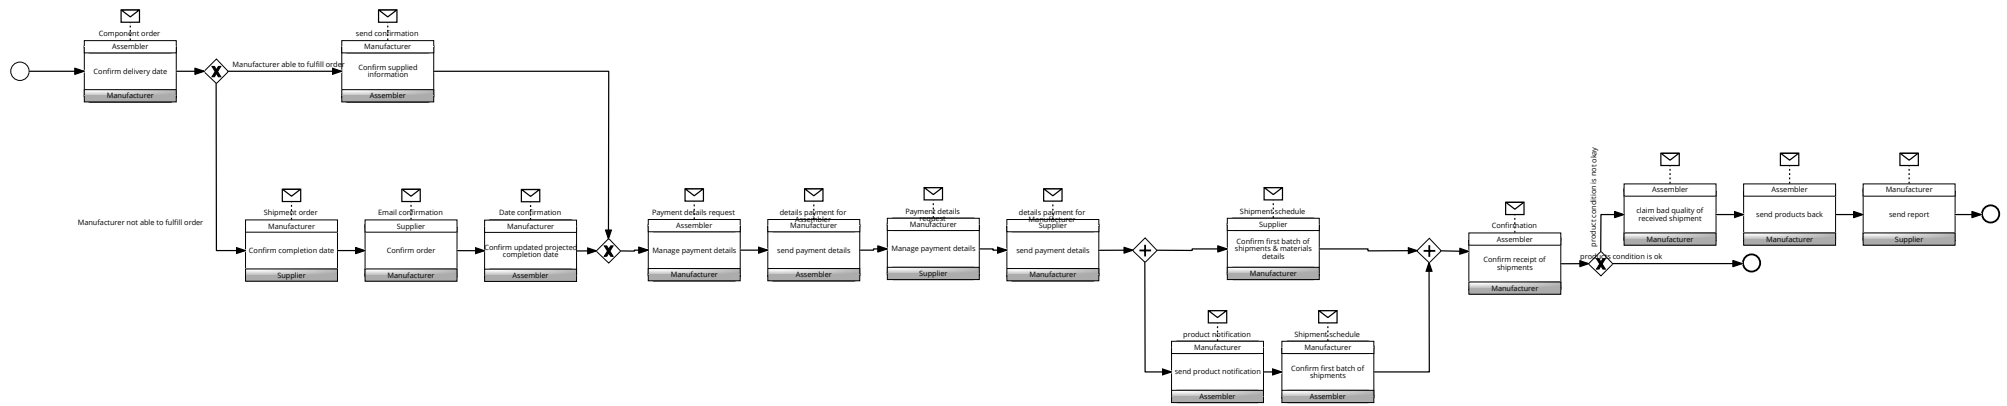 Component order
Assembler
Confirm delivery date
Manufacturer
Manufacturer able to fulfill order
send confirmation
Manufacturer
Confirm supplied
information
Assembler
Manufacturer not able to fulfill order
Shipment order
Manufacturer
Confirm completion date
Supplier
Email confirmation
Supplier
Confirm order
Manufacturer
Date confirmation
Manufacturer
Confirm updated projected
completion date
Assembler
Payment details request
Assembler
Manage payment details
Manufacturer
details payment for
Assembler
Manufacturer
send payment details
Assembler
Payment details
request
Manufacturer
Manage payment details
Supplier
details payment for
Manufacturer
Supplier
send payment details
Manufacturer
Shipment schedule
Supplier
Confirm first batch of
shipments & materials
details
Manufacturer
product notification
Manufacturer
send product notification
Assembler
Shipment schedule
Manufacturer
Confirm first batch of
shipments
Assembler
Confirmation
Assembler
Confirm receipt of
shipments
Manufacturer
product condition is not okay
products condition is ok
Assembler
claim bad quality of
received shipment
Manufacturer
Assembler
send products back
Manufacturer
Manufacturer
send report
Supplier